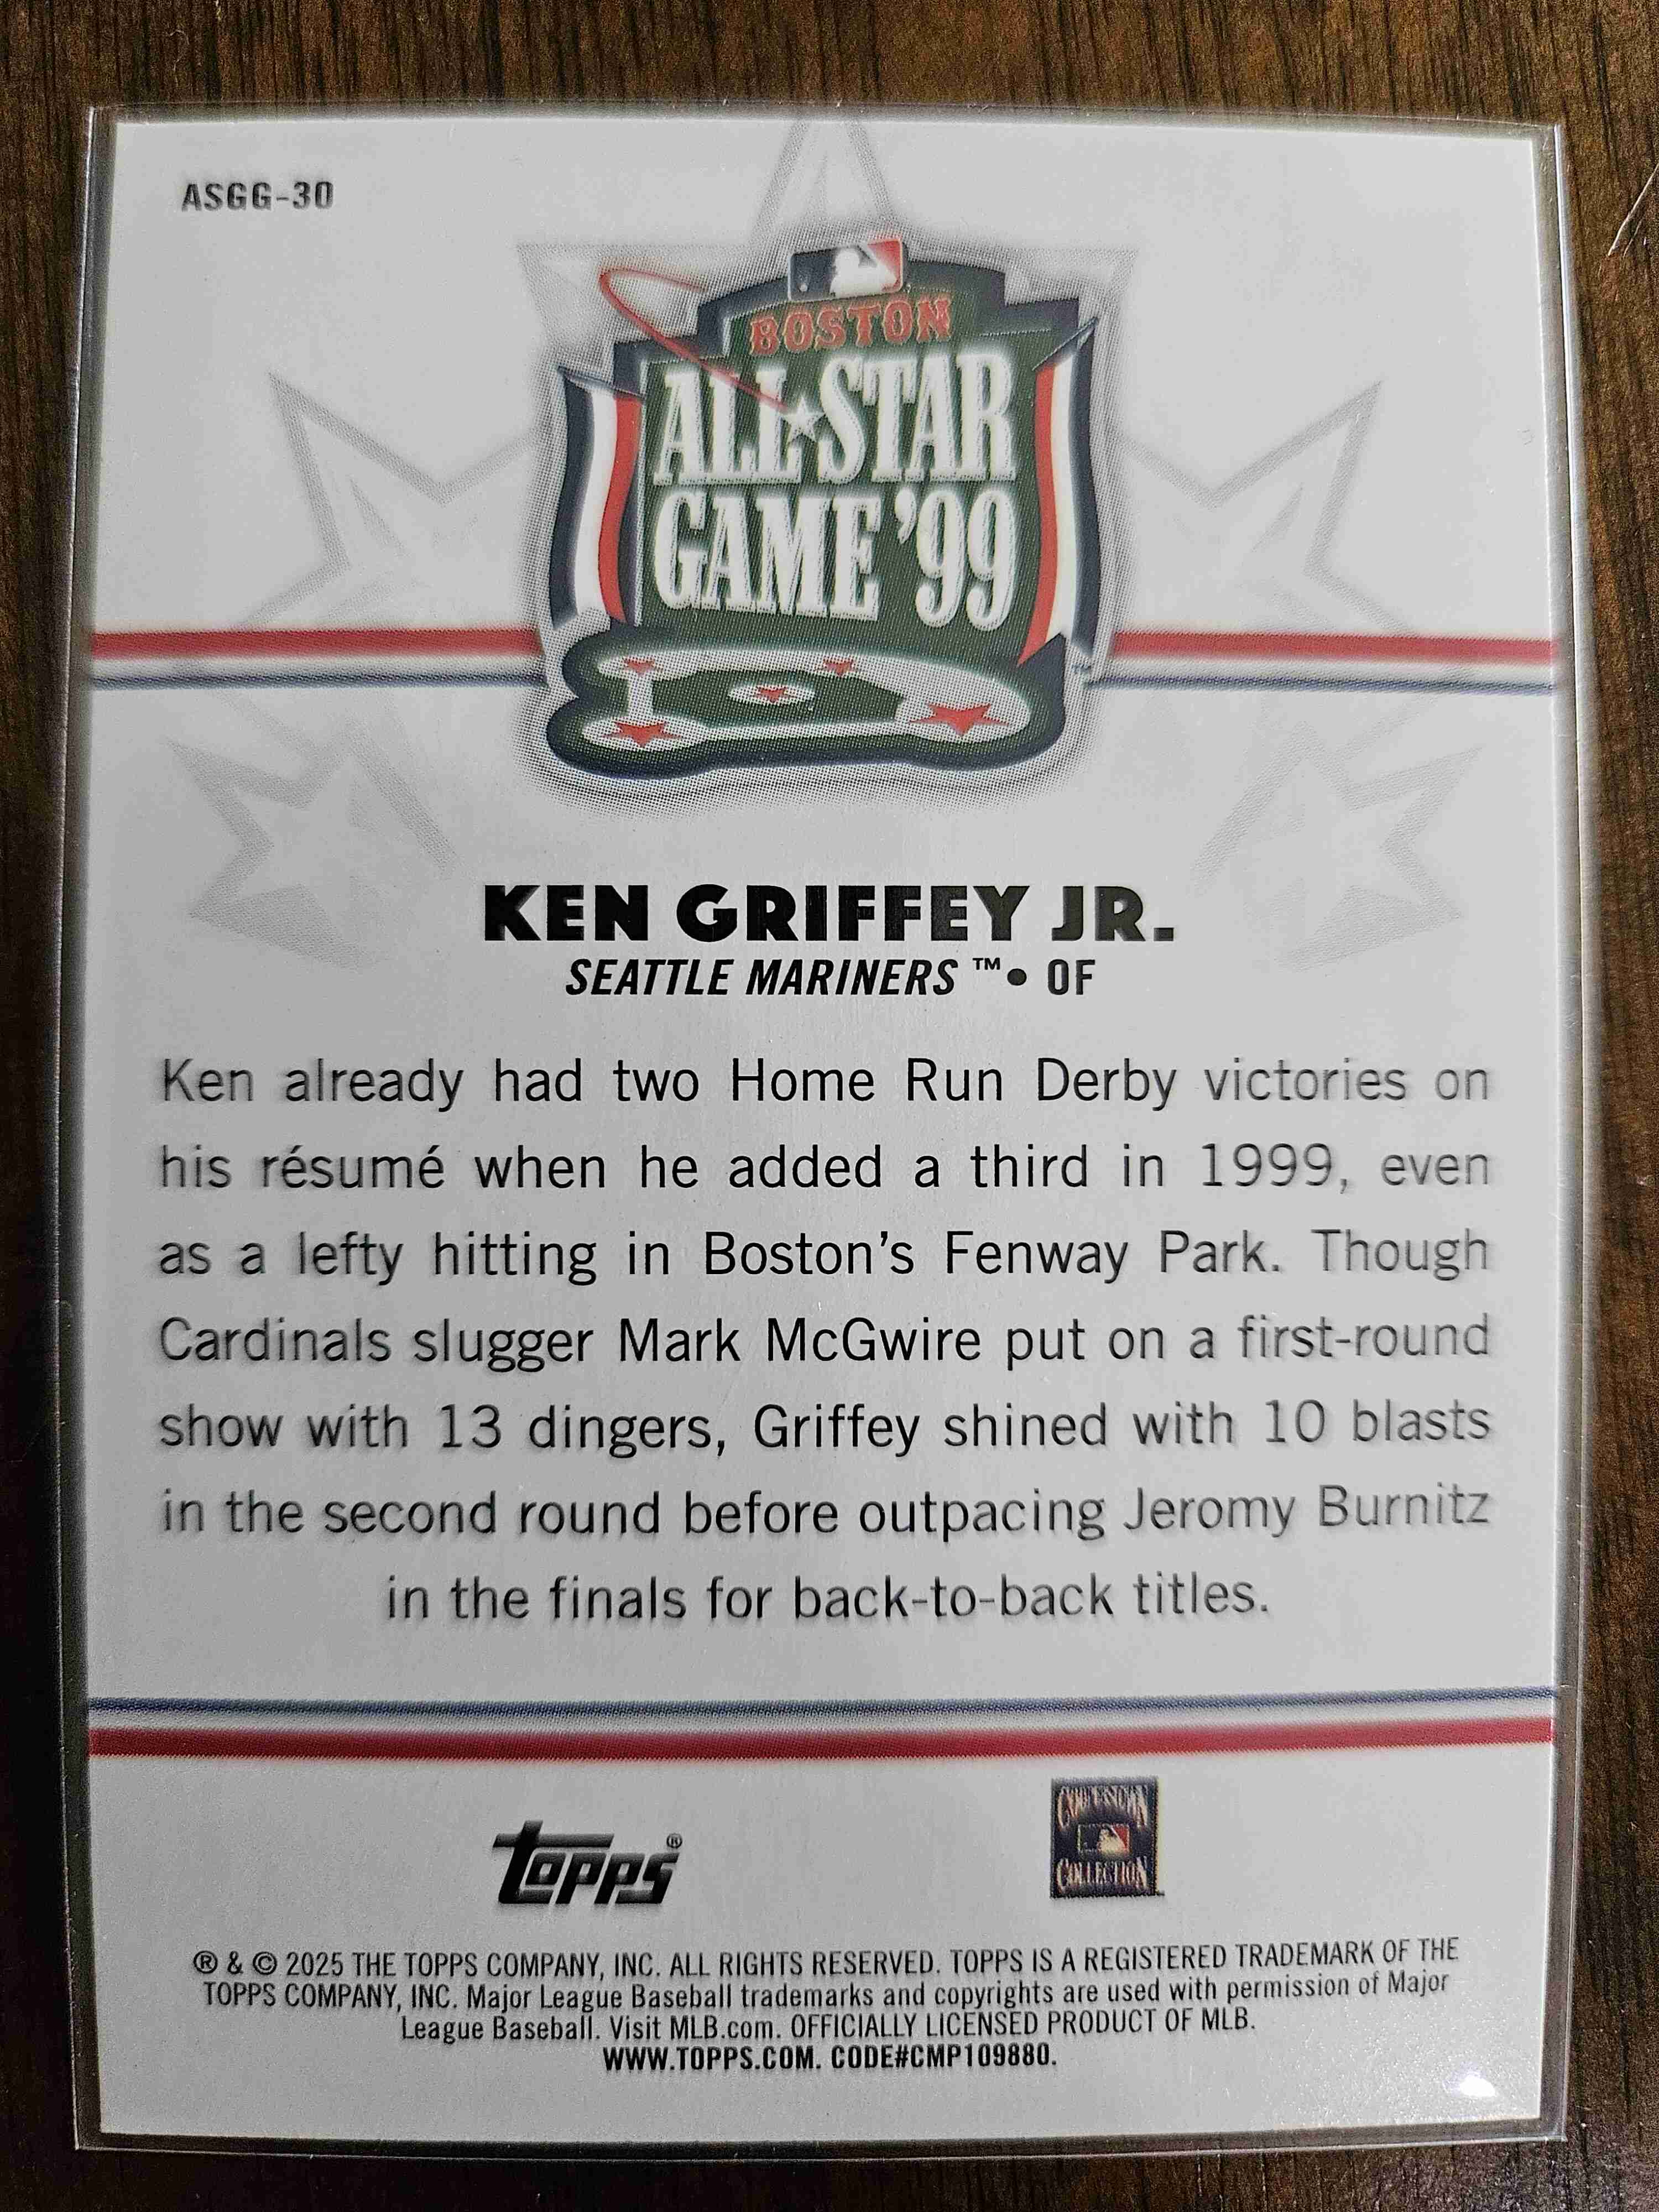 ASGG-30
BOSTON
ALL★STAR
GAME '99
KEN GRIFFEY JR.
SEATTLE MARINERS ™• OF
Ken already had two Home Run Derby victories on
his résumé when he added a third in 1999, even
as a lefty hitting in Boston's Fenway Park. Though
Cardinals slugger Mark McGwire put on a first-round
show with 13 dingers, Griffey shined with 10 blasts
in the second round before outpacing Jeromy Burnitz
in the finals for back-to-back titles.
topps®
COOPERSTOWN
COLLECTION
® & © 2025 THE TOPPS COMPANY, INC. ALL RIGHTS RESERVED. TOPPS IS A REGISTERED TRADEMARK OF THE
TOPPS COMPANY, INC. Major League Baseball trademarks and copyrights are used with permission of Major
League Baseball. Visit MLB.com. OFFICIALLY LICENSED PRODUCT OF MLB.
WWW.TOPPS.COM. CODE#CMP109880.